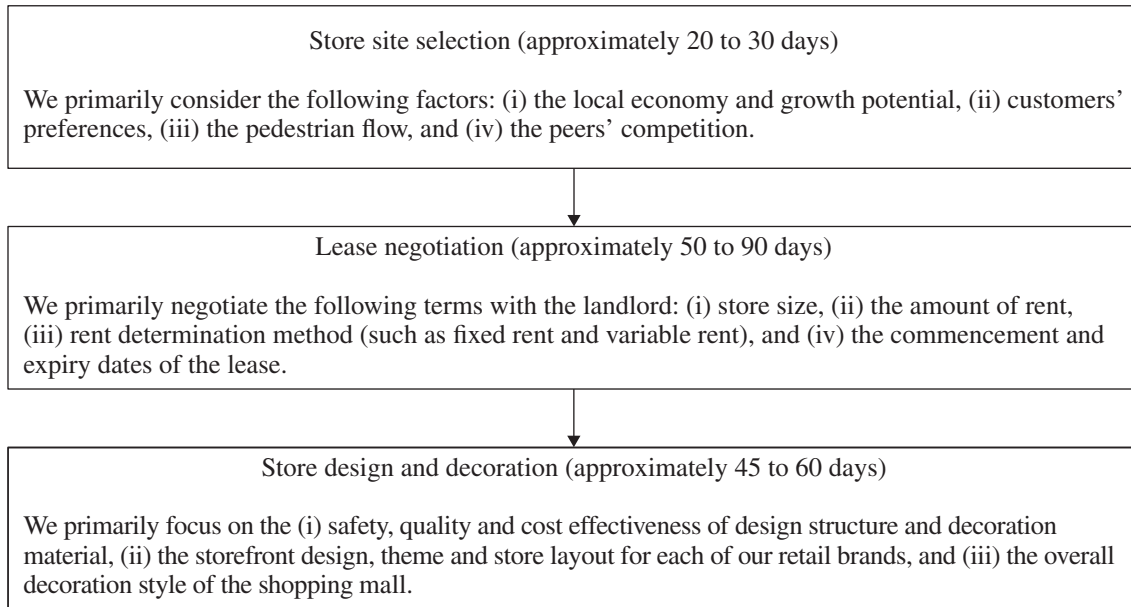 Store site selection (approximately 20 to 30 days)
We primarily consider the following factors: (i) the local economy and growth potential, (ii) customers’
preferences, (iii) the pedestrian flow, and (iv) the peers’ competition.
Lease negotiation (approximately 50 to 90 days)
We primarily negotiate the following terms with the landlord: (i) store size, (ii) the amount of rent,
(iii) rent determination method (such as fixed rent and variable rent), and (iv) the commencement and
expiry dates of the lease.
Store design and decoration (approximately 45 to 60 days)
We primarily focus on the (i) safety, quality and cost effectiveness of design structure and decoration
material, (ii) the storefront design, theme and store layout for each of our retail brands, and (iii) the overall
decoration style of the shopping mall.